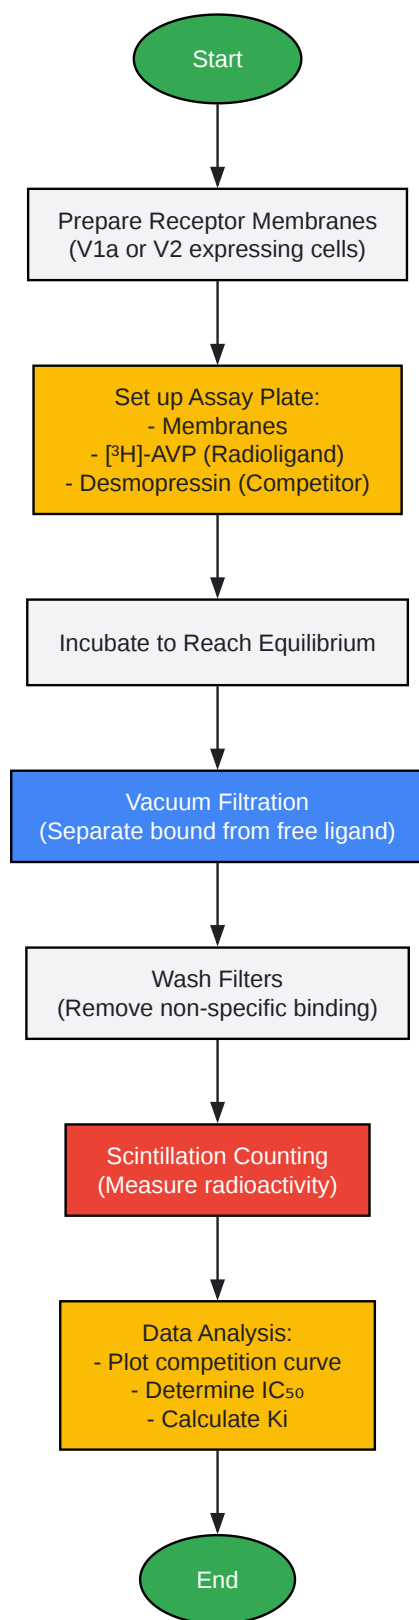 Start
Prepare Receptor Membranes
(V1a or V2 expressing cells)
Set up Assay Plate:
- Membranes
- [³H]-AVP (Radioligand)
- Desmopressin (Competitor)
Incubate to Reach Equilibrium
Vacuum Filtration
(Separate bound from free ligand)
Wash Filters
(Remove non-specific binding)
Scintillation Counting
(Measure radioactivity)
Data Analysis:
- Plot competition curve
- Determine IC₅₀
- Calculate Ki
End